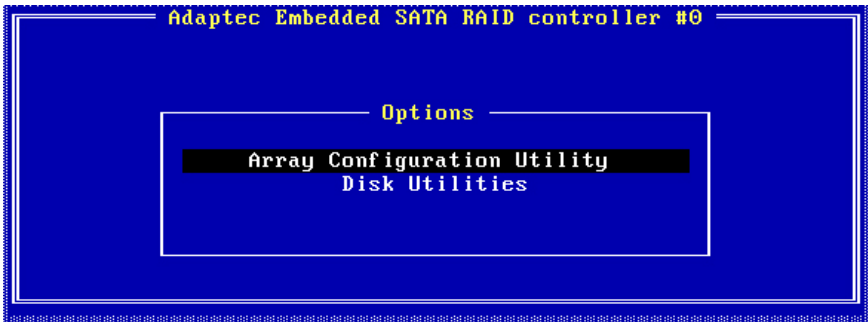 Adaptec Embedded SATA RAID controller #0
Options
Array Configuration Utility
Disk Utilities